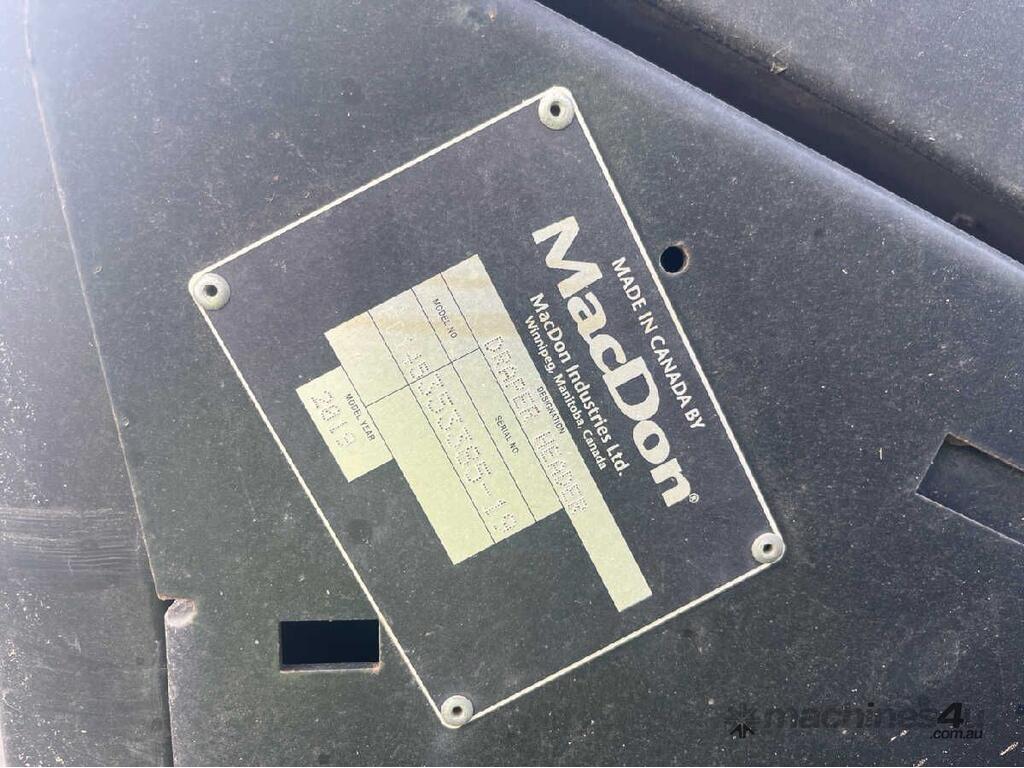 MADE IN CANADA BY
MacDon®
MacDon Industries Ltd.
Winnipeg, Manitoba, Canada
DESIGNATION
DRAPER HEADER
MODEL NO
SERIAL NO.
MODEL YEAR
2019
machines4u
.com.au